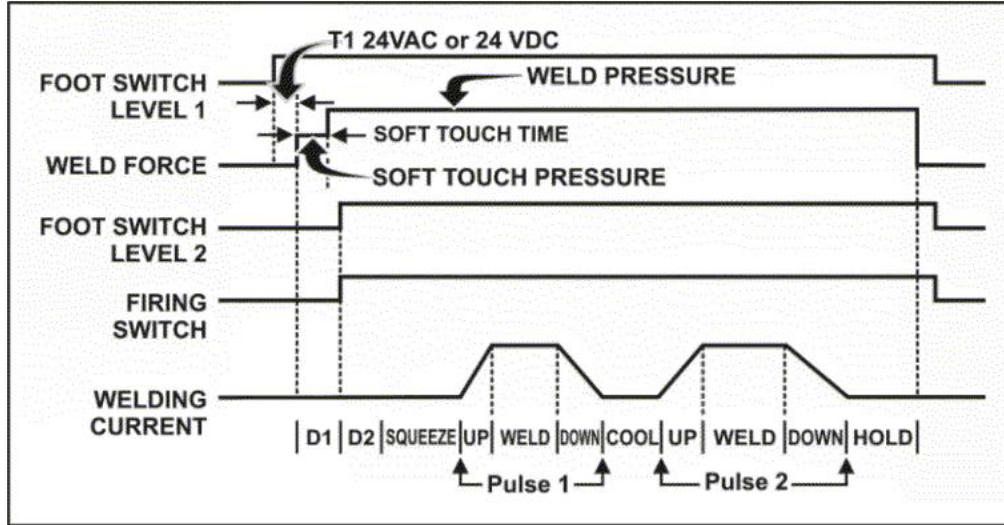 T1 24VAC or 24 VDC
FOOT SWITCH
LEVEL 1
WELD PRESSURE
SOFT TOUCH TIME
WELD FORCE
SOFT TOUCH PRESSURE
FOOT SWITCH
LEVEL 2
FIRING
SWITCH
WELDING
CURRENT
D1 D2 SQUEEZE UP WELD DOWN COOL UP WELD DOWN HOLD
Pulse 1 Pulse 2